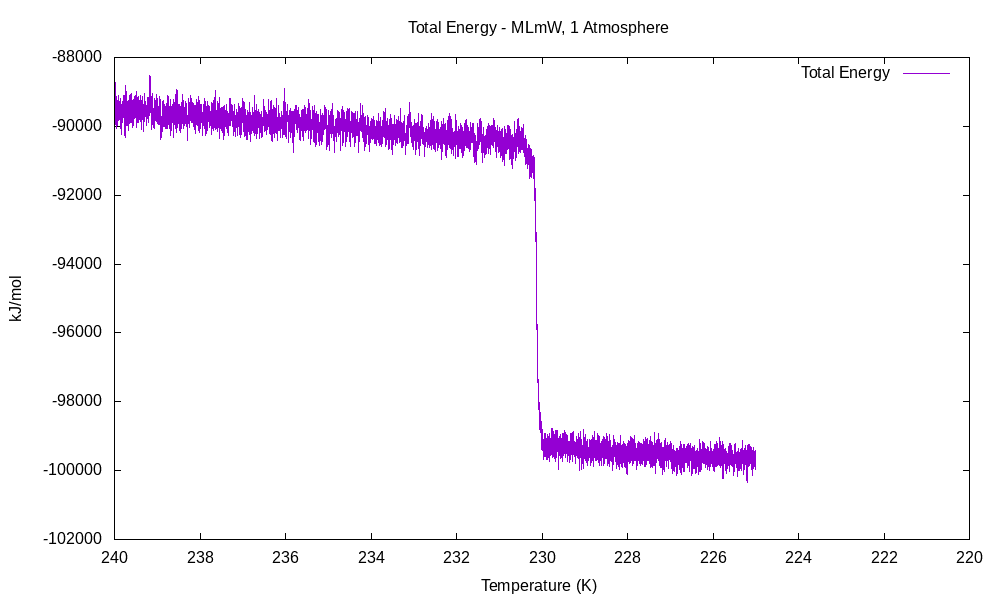 Total Energy - MLmW, 1 Atmosphere
Total Energy
-88000
-90000
-92000
-94000
-96000
-98000
-100000
-102000
kJ/mol
240 238 236 234 232 230 228 226 224 222 220
Temperature (K)